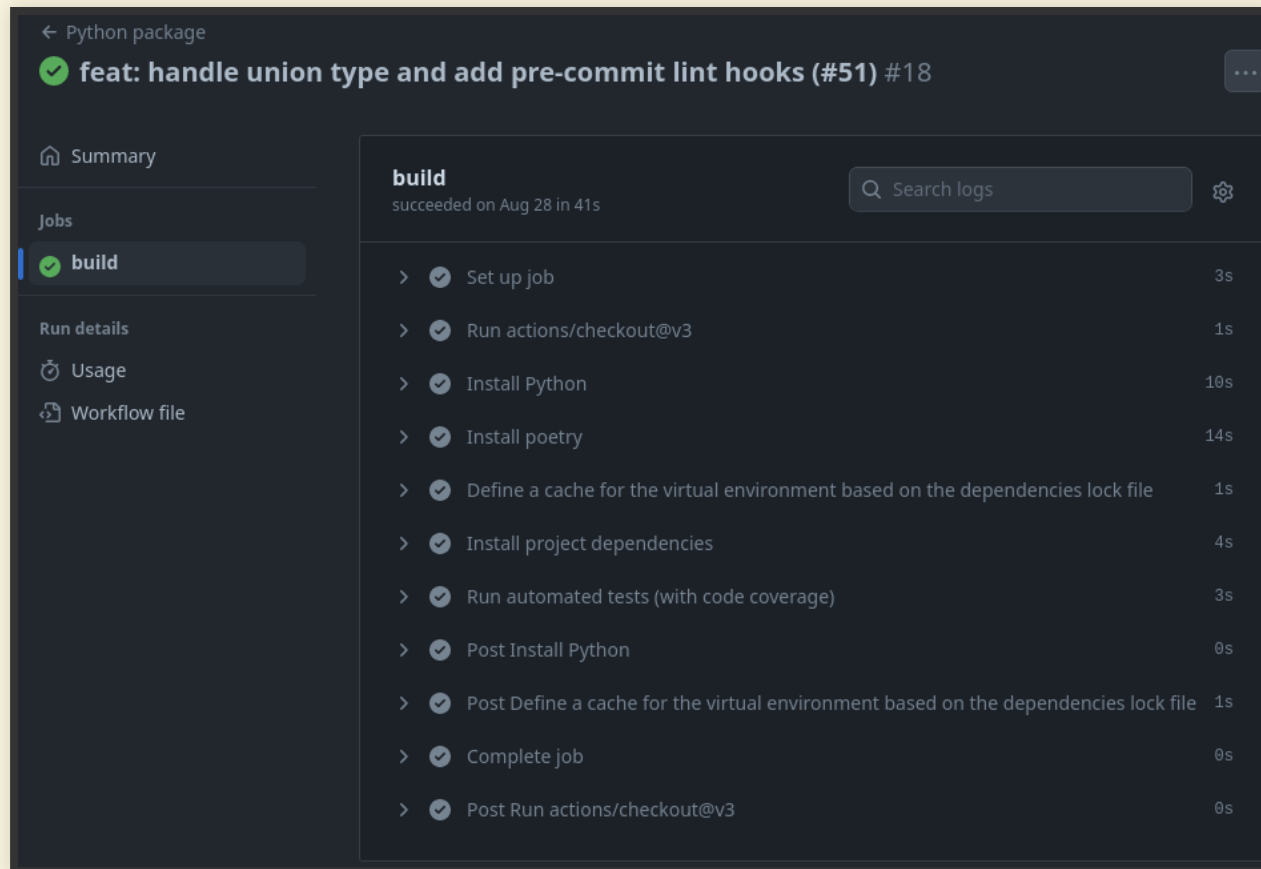 Python package
feat: handle union type and add pre-commit lint hooks (#51) #18
Summary
Jobs
build
Run details
Usage
Workflow file
build
succeeded on Aug 28 in 41s
Search logs
Set up job 3s
Run actions/checkout@v3 1s
Install Python 10s
Install poetry 14s
Define a cache for the virtual environment based on the dependencies lock file 1s
Install project dependencies 4s
Run automated tests (with code coverage) 3s
Post Install Python 0s
Post Define a cache for the virtual environment based on the dependencies lock file 1s
Complete job 0s
Post Run actions/checkout@v3 0s